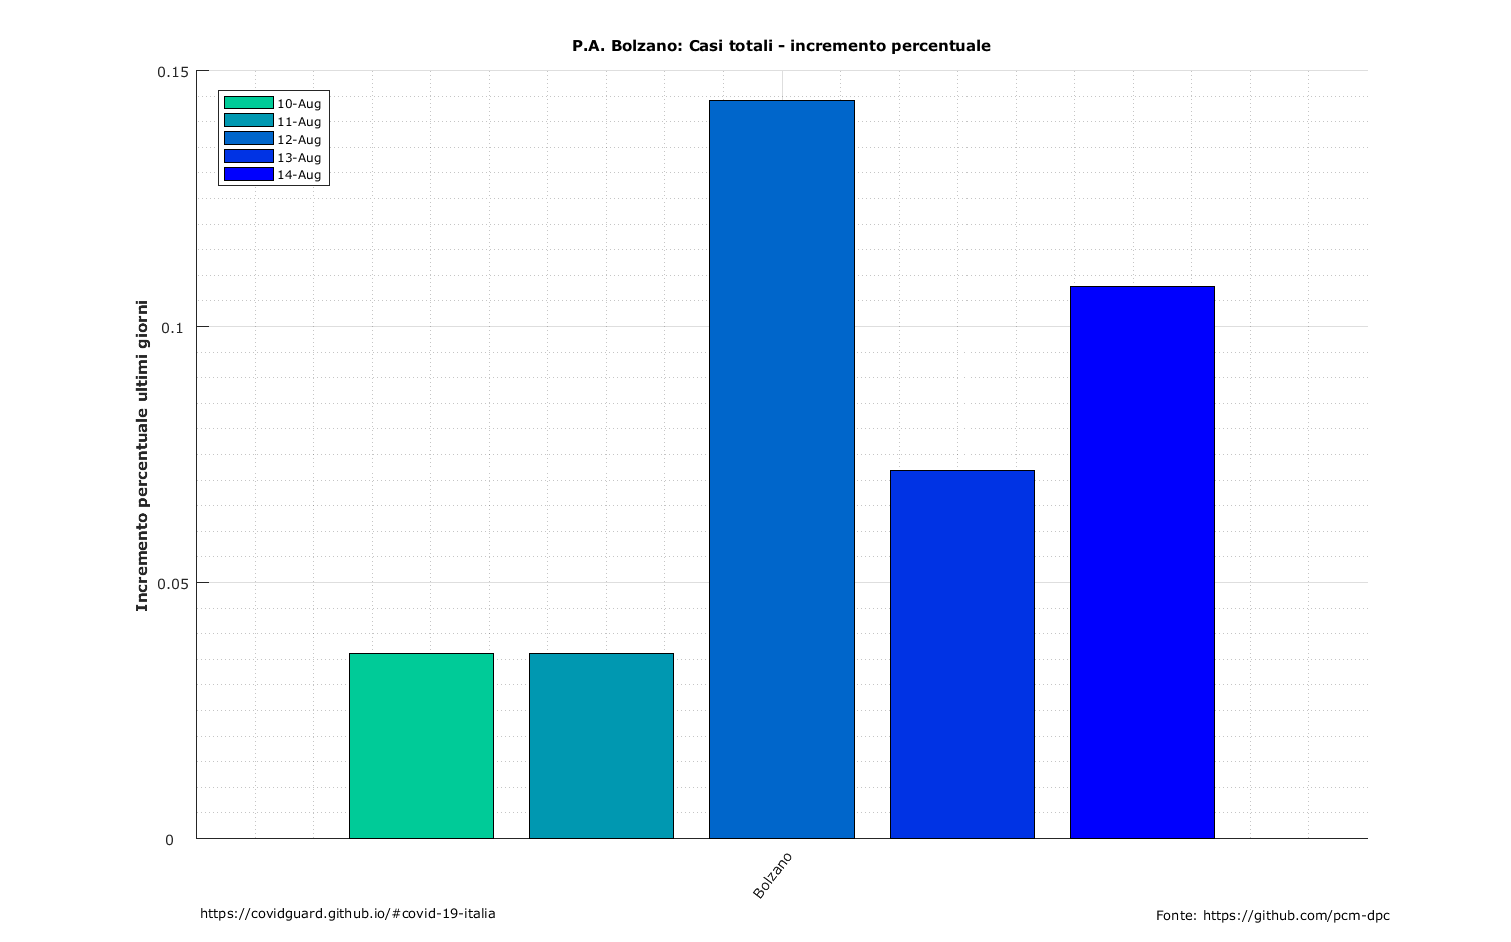 P.A. Bolzano: Casi totali - incremento percentuale
0.15
10-Aug
11-Aug
12-Aug
13-Aug
14-Aug
0.1
0.05
0
Incremento percentuale ultimi giorni
Bolzano
https://covidguard.github.io/#covid-19-italia
Fonte: https://github.com/pcm-dpc